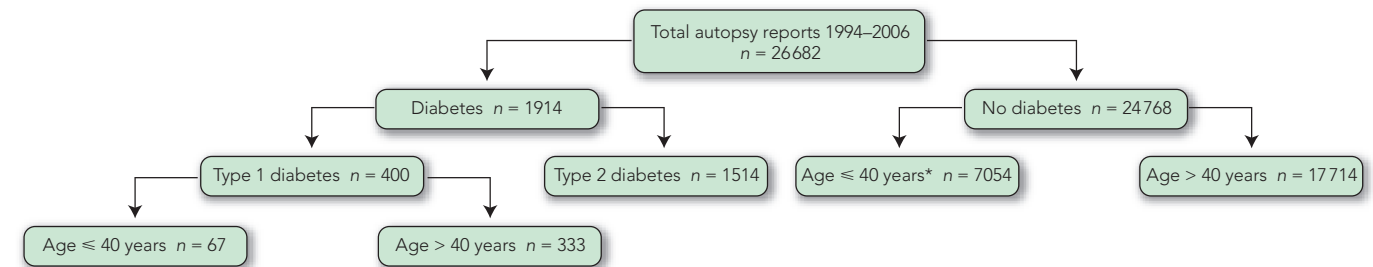 Total autopsy reports 1994–2006
n = 26682
Diabetes n = 1914
No diabetes n = 24768
Type 1 diabetes n = 400
Type 2 diabetes n = 1514
Age ⩽ 40 years* n = 7054
Age > 40 years n = 17714
Age ⩽ 40 years n = 67
Age > 40 years n = 333